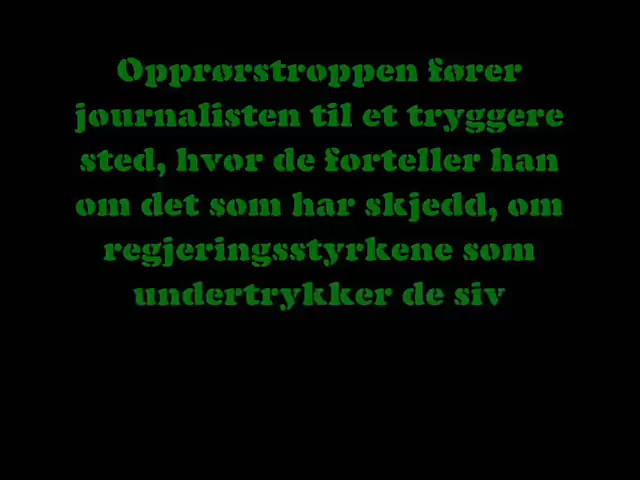 Opprørstroppen fører
journalisten til et tryggere
sted, hvor de forteller han
om det som har skjedd, om
regjeringsstyrkene som
undertrykker de siv